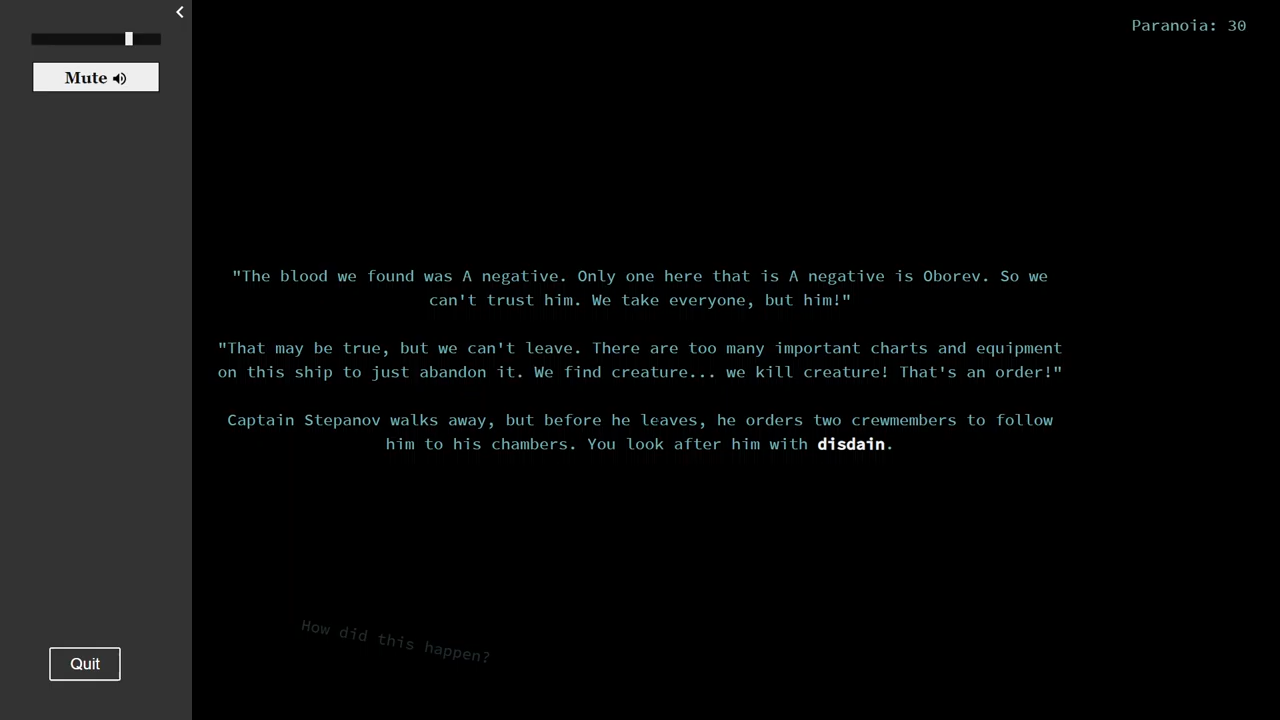 Paranoia: 30
Mute
"The blood we found was A negative. Only one here that is A negative is Oborev. So we
can't trust him. We take everyone, but him!"
"That may be true, but we can't leave. There are too many important charts and equipment
on this ship to just abandon it. We find creature... we kill creature! That's an order!"
Captain Stepanov walks away, but before he leaves, he orders two crewmembers to follow
him to his chambers. You look after him with disdain.
How did this happen?
Quit